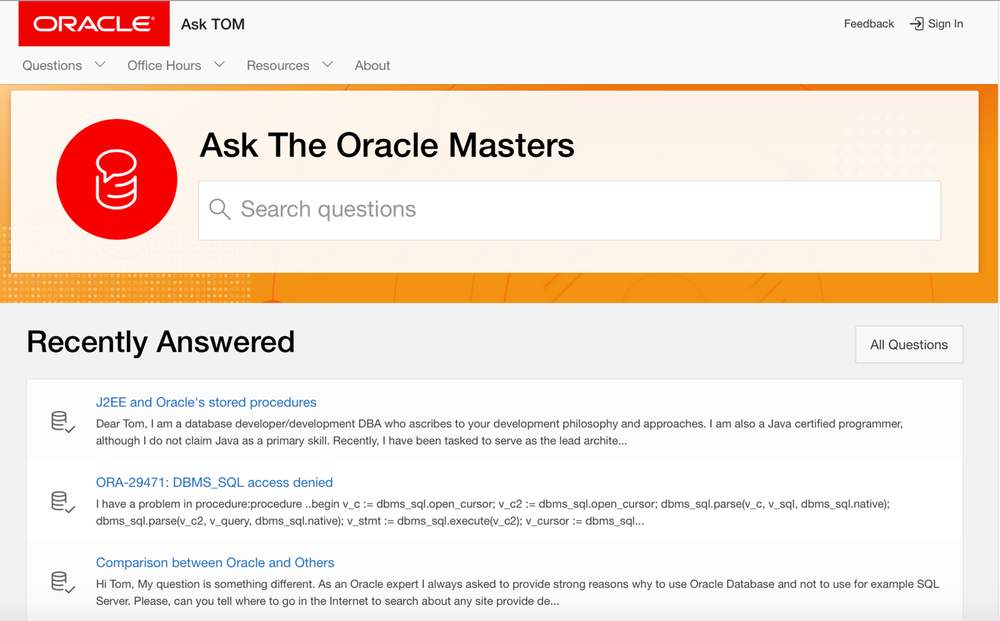 ORACLE® Ask TOM Feedback Sign In
Questions Office Hours Resources About
Ask The Oracle Masters
Search questions
Recently Answered All Questions
J2EE and Oracle's stored procedures
Dear Tom, I am a database developer/development DBA who ascribes to your development philosophy and approaches. I am also a Java certified programmer,
although I do not claim Java as a primary skill. Recently, I have been tasked to serve as the lead archite...
ORA-29471: DBMS_SQL access denied
I have a problem in procedure:procedure ..begin v_c := dbms_sql.open_cursor; v_c2 := dbms_sql.open_cursor; dbms_sql.parse(v_c, v_sql, dbms_sql.native);
dbms_sql.parse(v_c2, v_query, dbms_sql.native); v_stmt := dbms_sql.execute(v_c2); v_cursor := dbms_sql...
Comparison between Oracle and Others
Hi Tom, My question is something different. As an Oracle expert I always asked to provide strong reasons why to use Oracle Database and not to use for example SQL
Server. Please, can you tell where to go in the Internet to search about any site provide de...